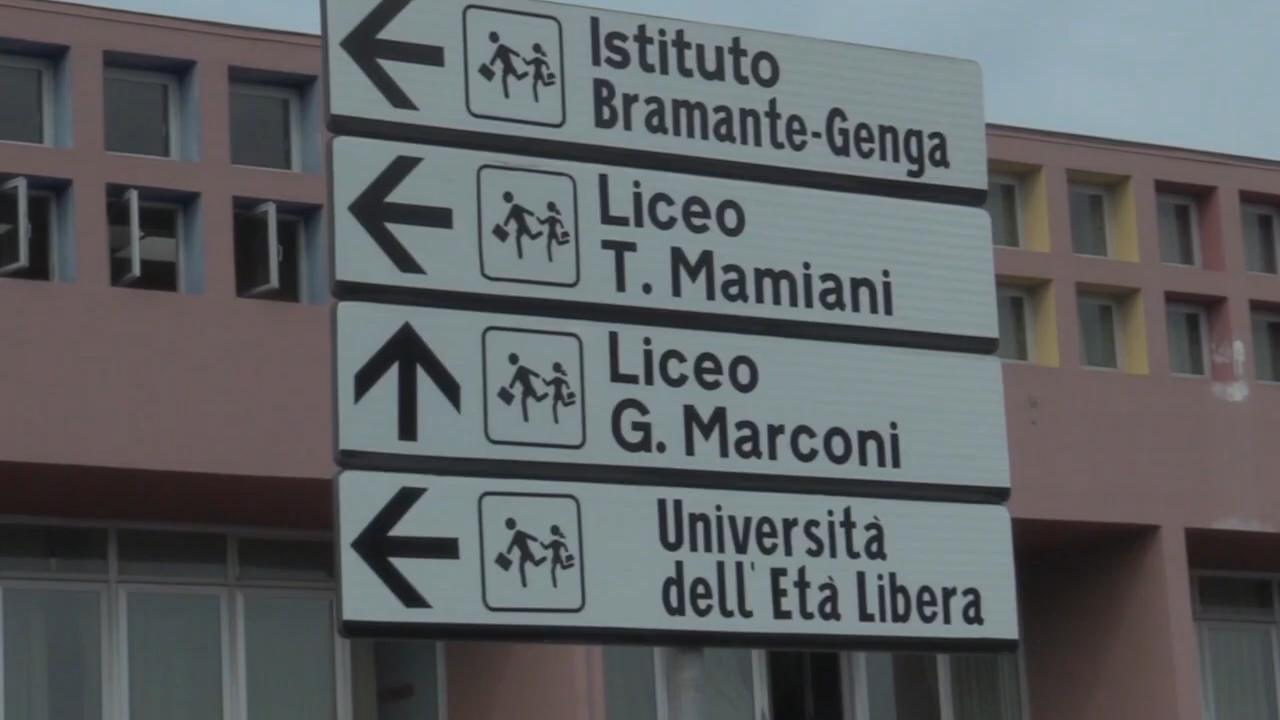 Istituto
Bramante-Genga
Liceo
T. Mamiani
Liceo
G. Marconi
Università
dell'Età Libera